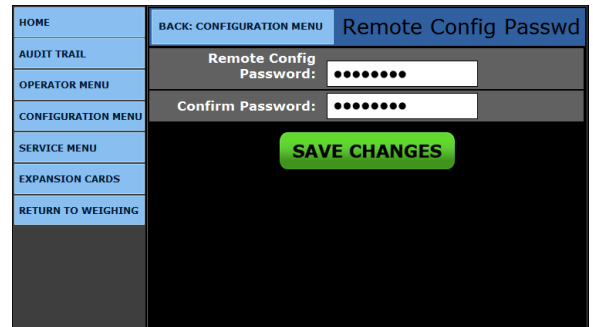 HOME
AUDIT TRAIL
OPERATOR MENU
CONFIGURATION MENU
SERVICE MENU
EXPANSION CARDS
RETURN TO WEIGHING
BACK: CONFIGURATION MENU
Remote Config Passwd
Remote Config
Password: ●●●●●●●●
Confirm Password: ●●●●●●●●
SAVE CHANGES